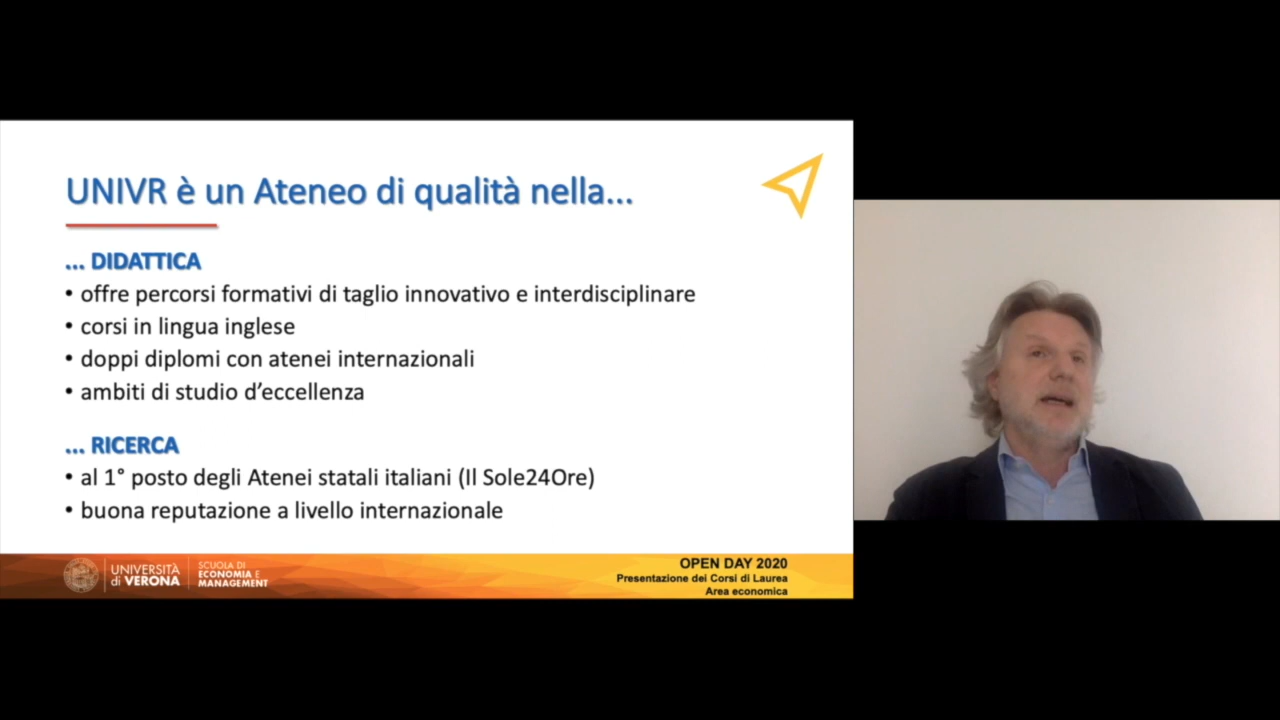 UNIVR è un Ateneo di qualità nella...
... DIDATTICA
• offre percorsi formativi di taglio innovativo e interdisciplinare
• corsi in lingua inglese
• doppi diplomi con atenei internazionali
• ambiti di studio d’eccellenza
... RICERCA
• al 1° posto degli Atenei statali italiani (Il Sole24Ore)
• buona reputazione a livello internazionale
UNIVERSITÀ
di VERONA
SCUOLA DI
ECONOMIA E
MANAGEMENT
OPEN DAY 2020
Presentazione dei Corsi di Laurea
Area economica